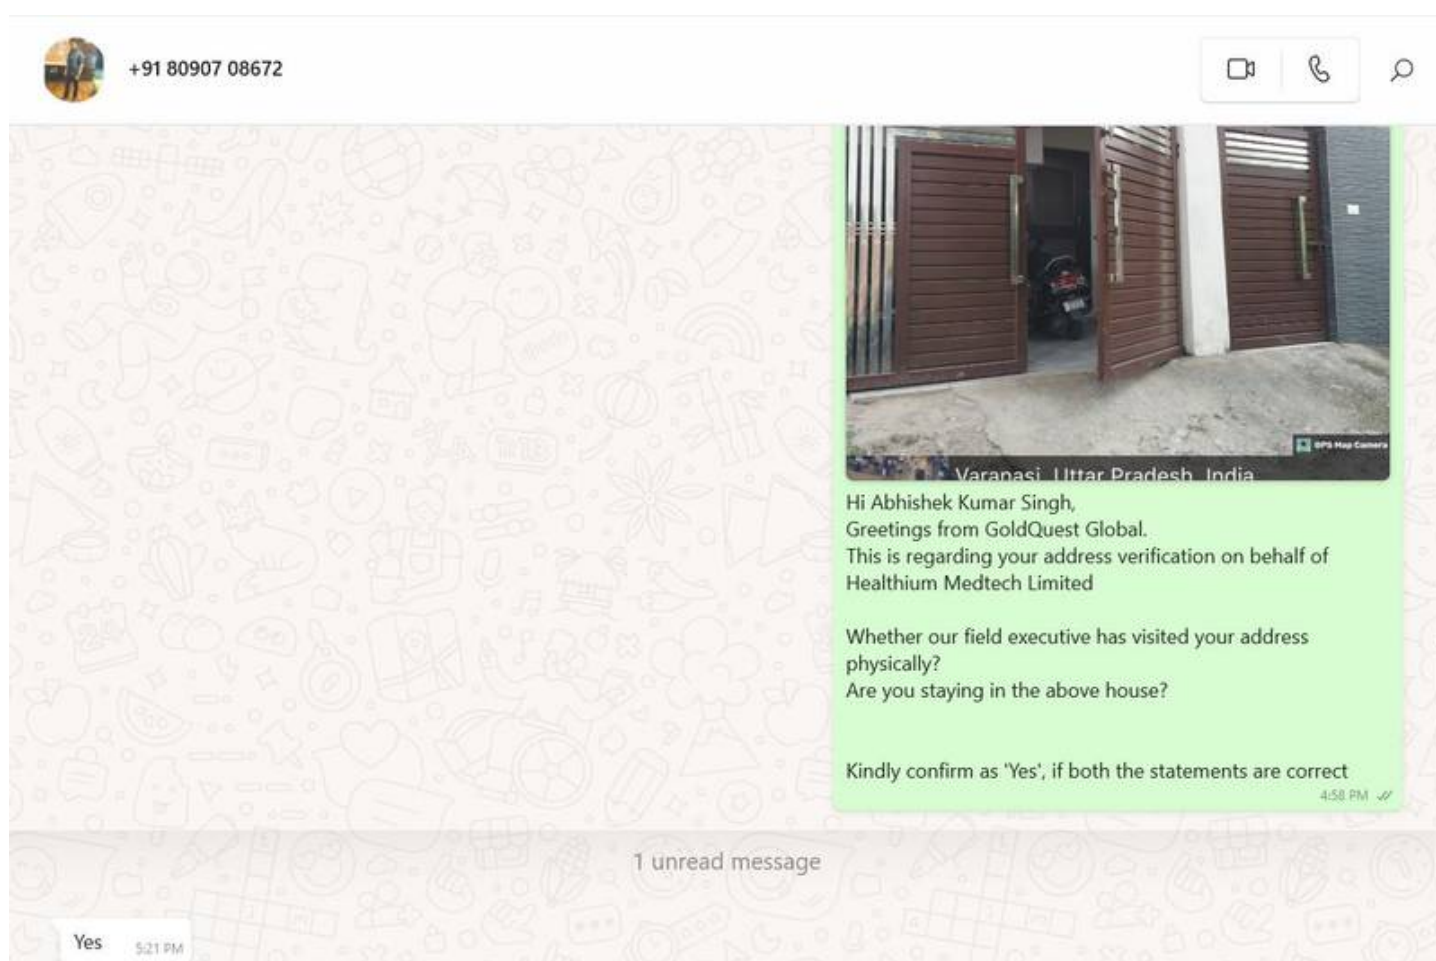 +91 80907 08672
GPS Map Camera
Varanasi, Uttar Pradesh, India
Hi Abhishek Kumar Singh,
Greetings from GoldQuest Global.
This is regarding your address verification on behalf of
Healthium Medtech Limited
Whether our field executive has visited your address
physically?
Are you staying in the above house?
Kindly confirm as 'Yes', if both the statements are correct
4:58 PM
1 unread message
Yes 5:21 PM